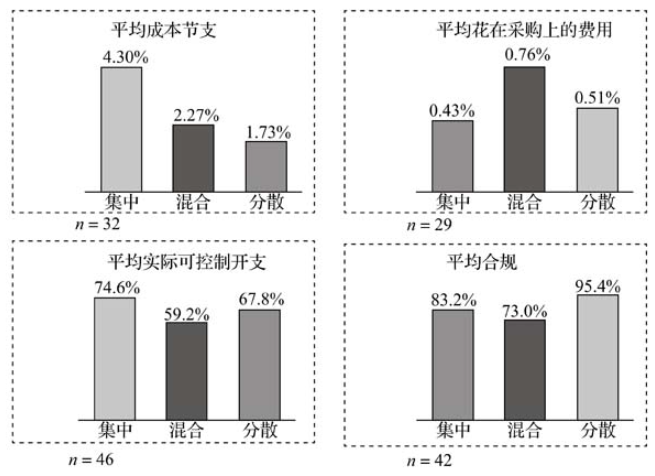 平均成本节支
4.30%
2.27%
1.73%
集中 混合 分散
n = 32
平均花在采购上的费用
0.76%
0.43%
0.51%
集中 混合 分散
n = 29
平均实际可控制开支
74.6%
59.2%
67.8%
集中 混合 分散
n = 46
平均合规
83.2%
73.0%
95.4%
集中 混合 分散
n = 42